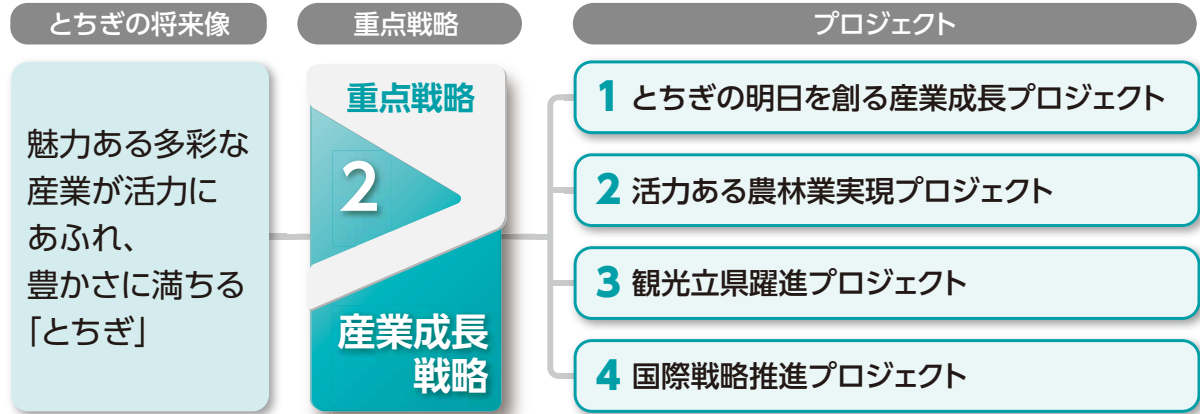 とちぎの将来像
重点戦略
プロジェクト
魅力ある多彩な
産業が活力に
あふれ、
豊かさに満ちる
「とちぎ」
重点戦略
2
産業成長
戦略
1 とちぎの明日を創る産業成長プロジェクト
2 活力ある農林業実現プロジェクト
3 観光立県躍進プロジェクト
4 国際戦略推進プロジェクト